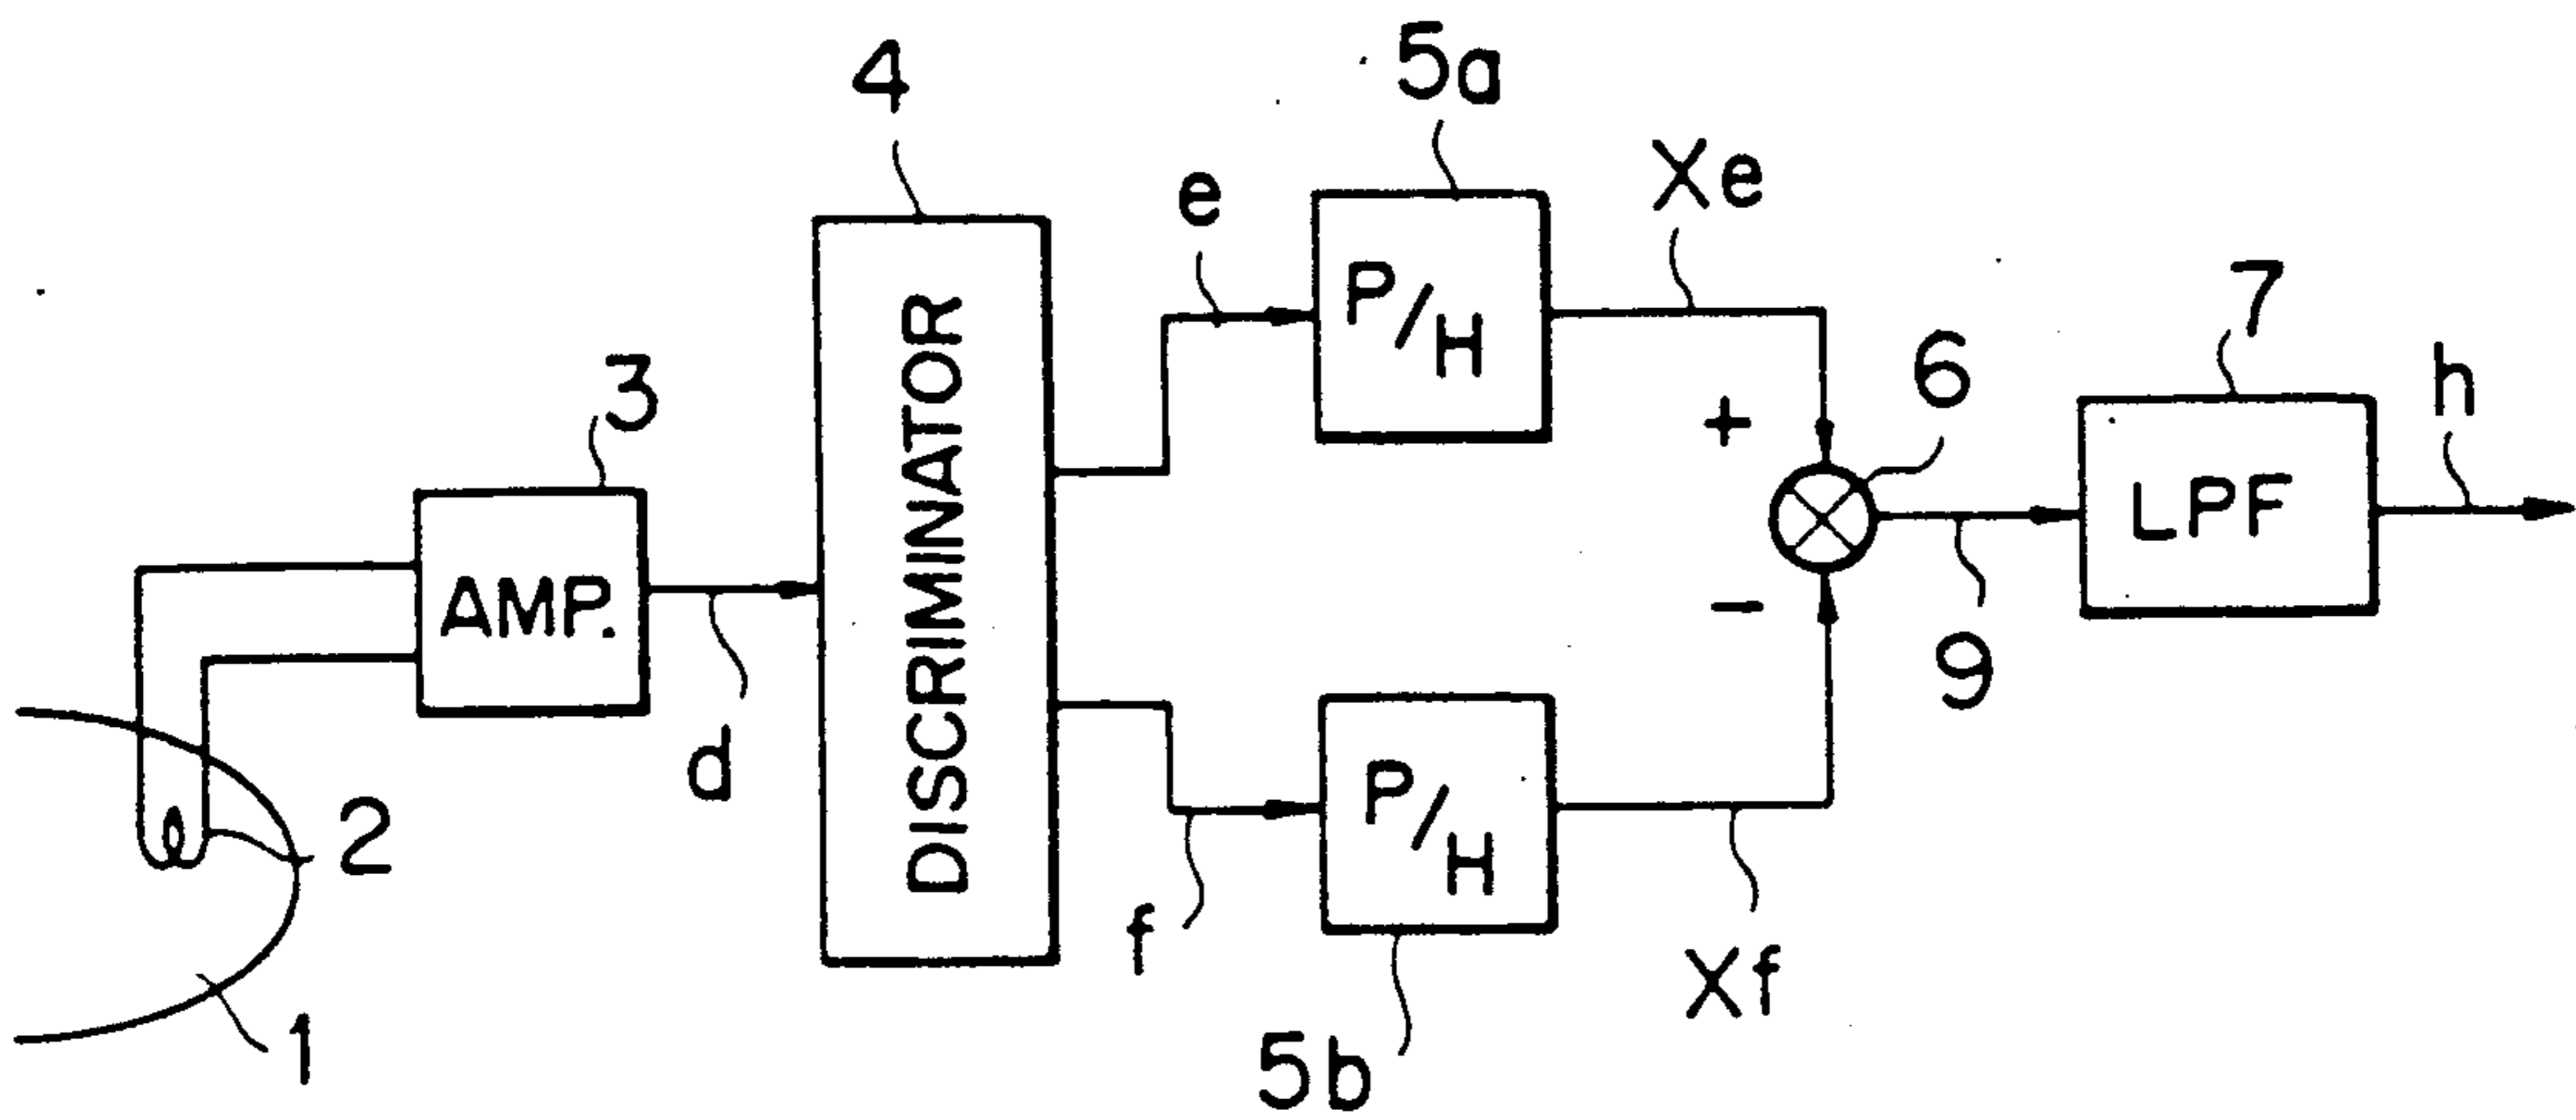 4
5a
e
Xe
3
P/H
6
7
h
+
AMP.
DISCRIMINATOR
LPF
-
9
d
2
P/H
f
Xf
1
5b